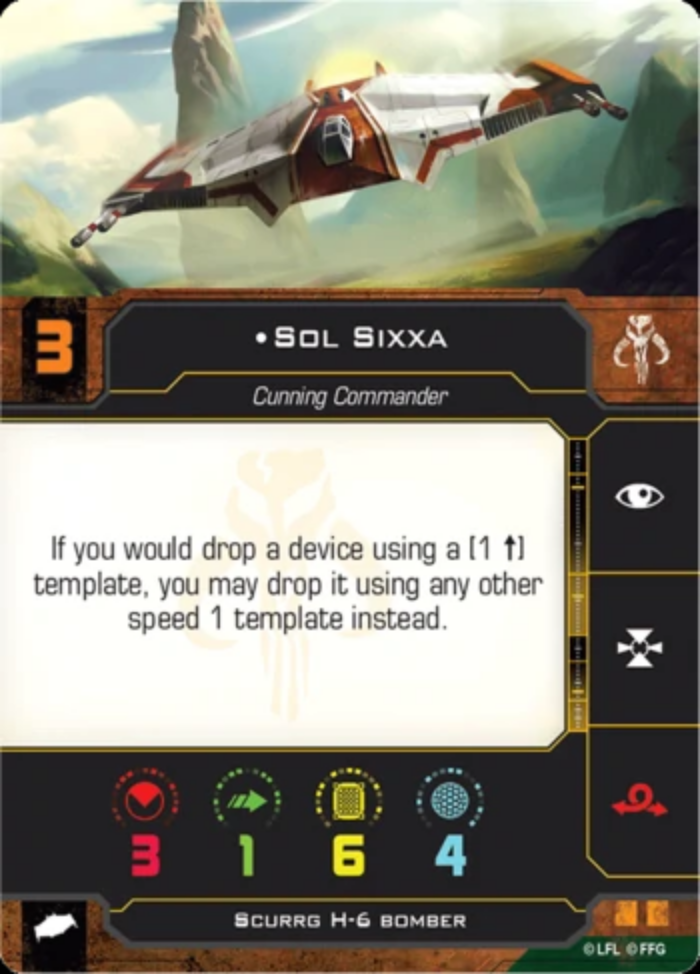 3
•Sol Sixxa
Cunning Commander
If you would drop a device using a [1 ⬆]
template, you may drop it using any other
speed 1 template instead.
3 1 6 4
Scurrg H-6 bomber
©LFL ©FFG